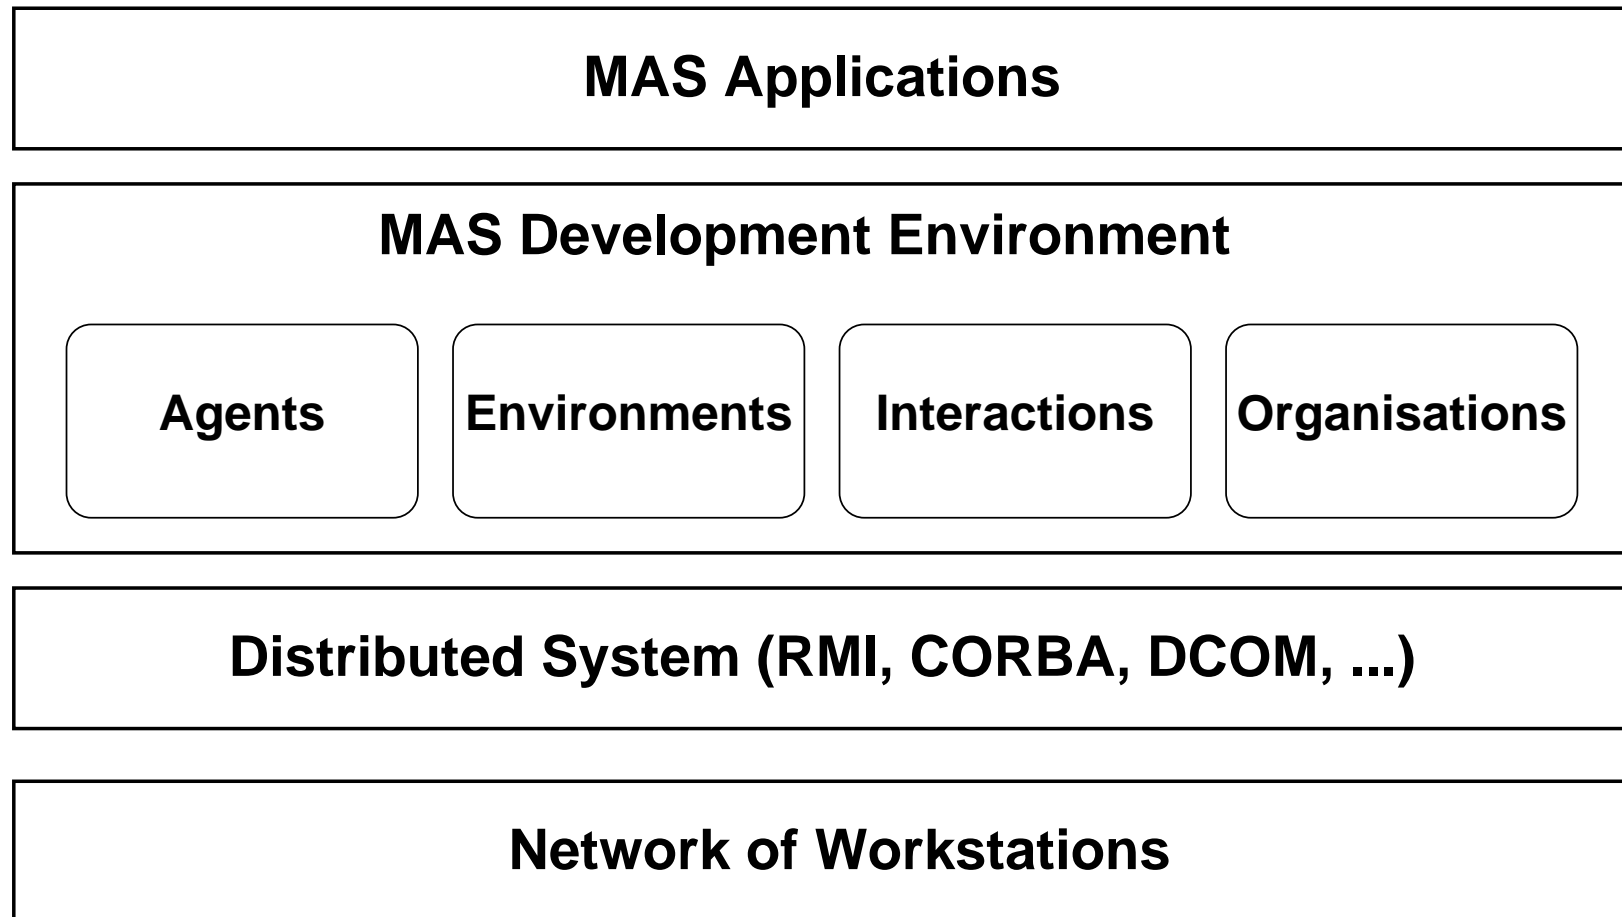 MAS Applications
MAS Development Environment
Agents
Environments
Interactions
Organisations
Distributed System (RMI, CORBA, DCOM, ...)
Network of Workstations